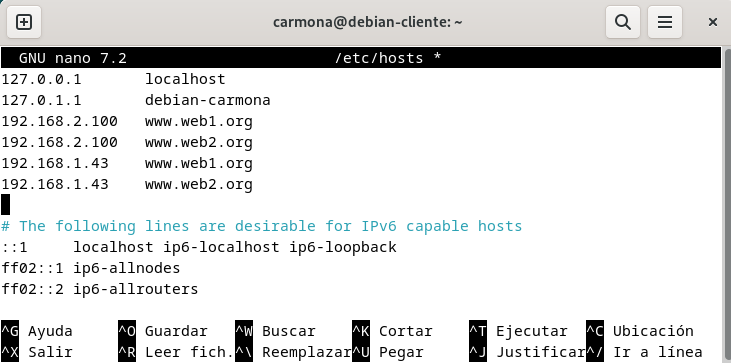 carmona@debian-cliente: ~
GNU nano 7.2 /etc/hosts *
127.0.0.1 localhost
127.0.1.1 debian-carmona
192.168.2.100 www.web1.org
192.168.2.100 www.web2.org
192.168.1.43 www.web1.org
192.168.1.43 www.web2.org
# The following lines are desirable for IPv6 capable hosts
::1 localhost ip6-localhost ip6-loopback
ff02::1 ip6-allnodes
ff02::2 ip6-allrouters
^G Ayuda ^O Guardar ^W Buscar ^K Cortar ^T Ejecutar ^C Ubicación
^X Salir ^R Leer fich. ^\ Reemplazar ^U Pegar ^J Justificar ^/ Ir a línea